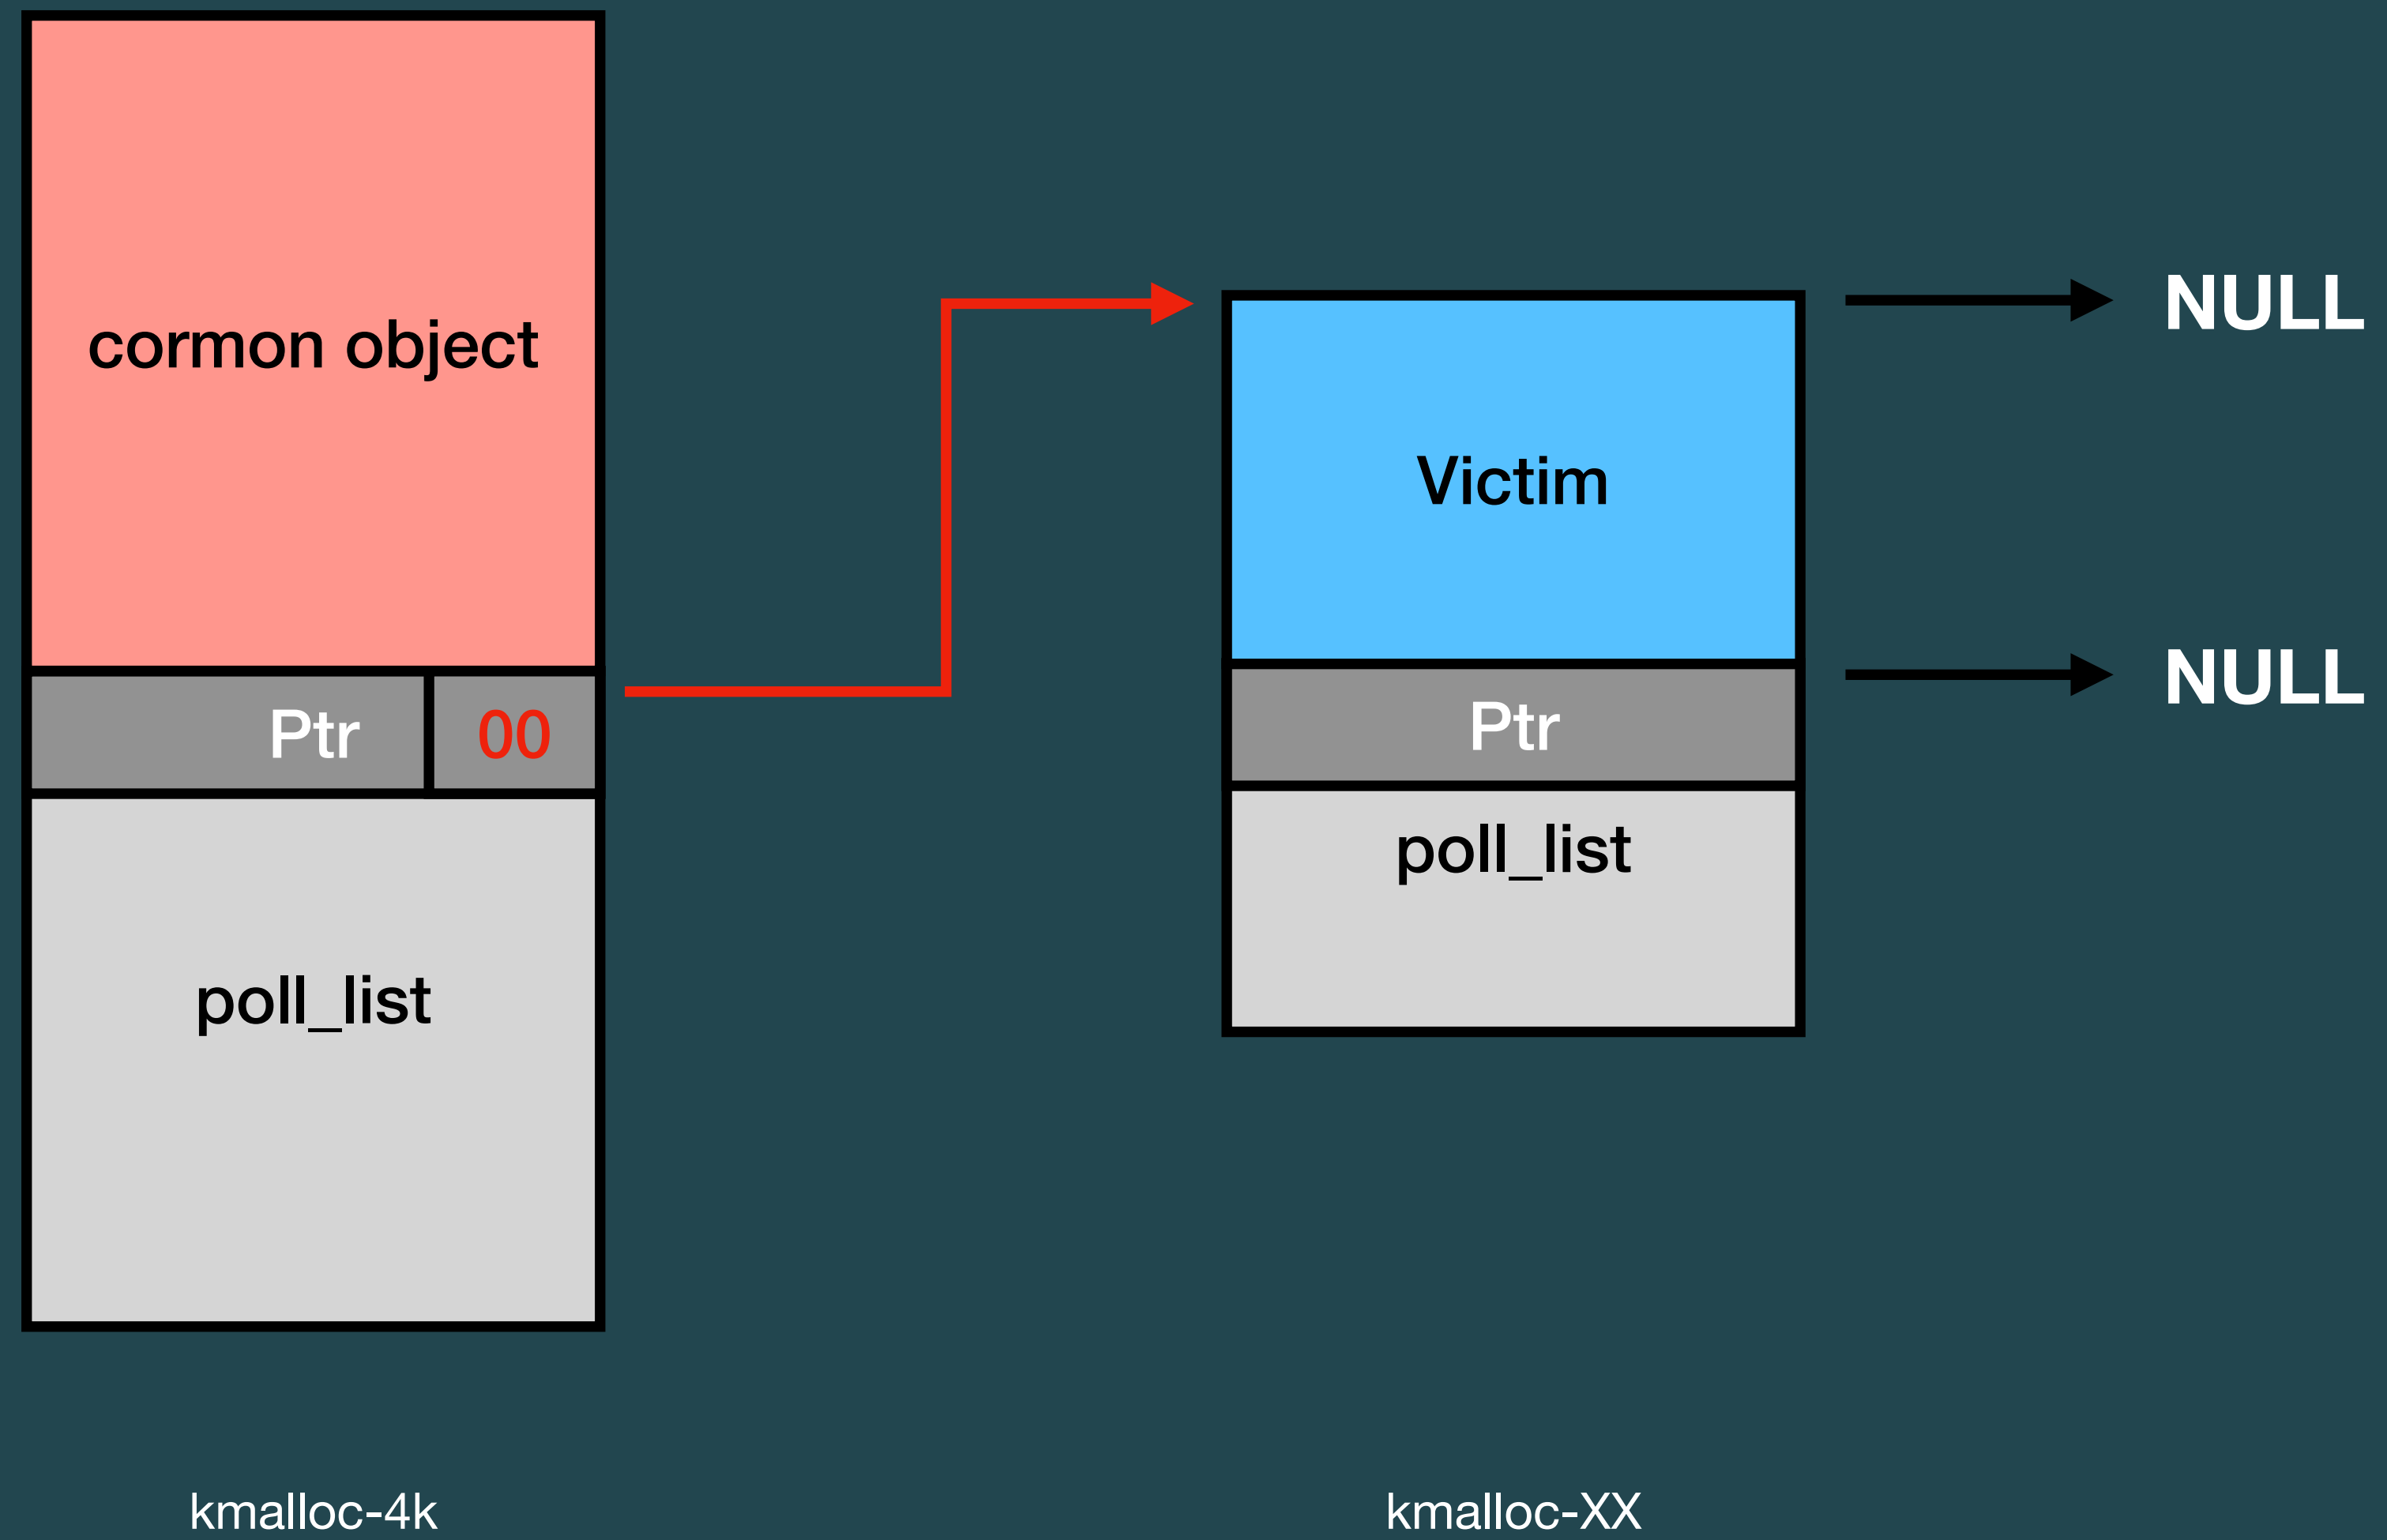 cormon object
Ptr
00
poll_list
kmalloc-4k
Victim
Ptr
poll_list
kmalloc-XX
NULL
NULL